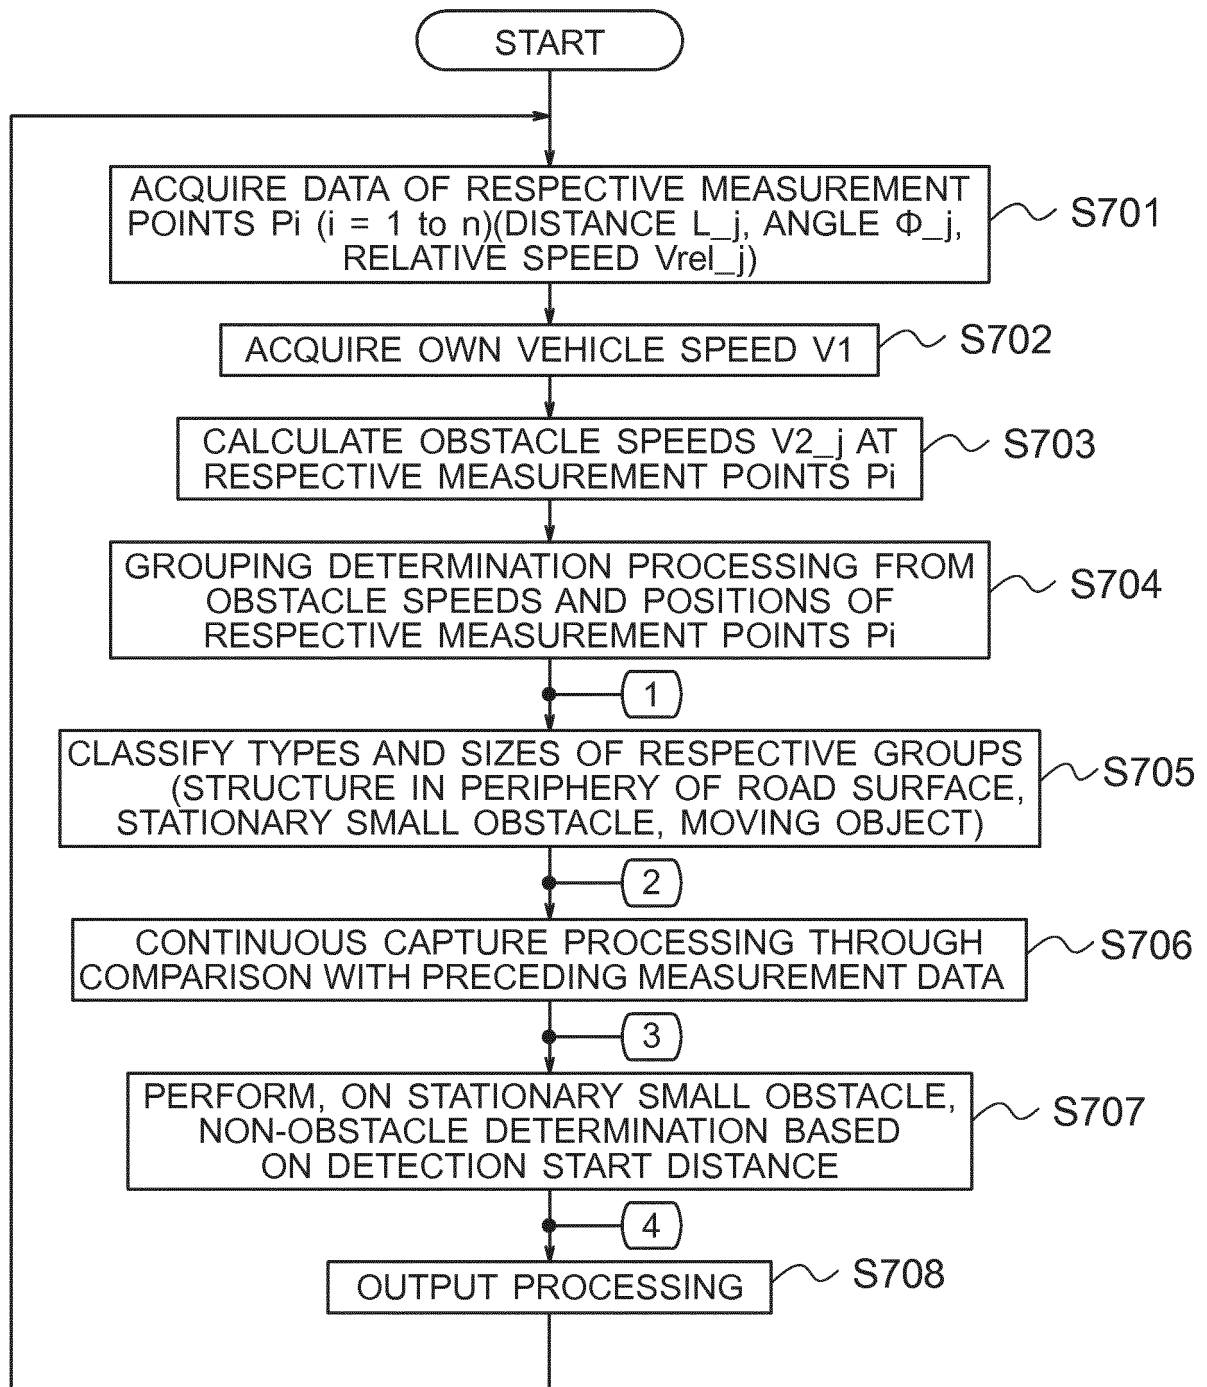 START
ACQUIRE DATA OF RESPECTIVE MEASUREMENT
POINTS Pi (i = 1 to n)(DISTANCE L_j, ANGLE Φ_j,
RELATIVE SPEED Vrel_j)
S701
ACQUIRE OWN VEHICLE SPEED V1
S702
CALCULATE OBSTACLE SPEEDS V2_j AT
RESPECTIVE MEASUREMENT POINTS Pi
S703
GROUPING DETERMINATION PROCESSING FROM
OBSTACLE SPEEDS AND POSITIONS OF
RESPECTIVE MEASUREMENT POINTS Pi
S704
1
CLASSIFY TYPES AND SIZES OF RESPECTIVE GROUPS
(STRUCTURE IN PERIPHERY OF ROAD SURFACE,
STATIONARY SMALL OBSTACLE, MOVING OBJECT)
S705
2
CONTINUOUS CAPTURE PROCESSING THROUGH
COMPARISON WITH PRECEDING MEASUREMENT DATA
S706
3
PERFORM, ON STATIONARY SMALL OBSTACLE,
NON-OBSTACLE DETERMINATION BASED
ON DETECTION START DISTANCE
S707
4
OUTPUT PROCESSING
S708